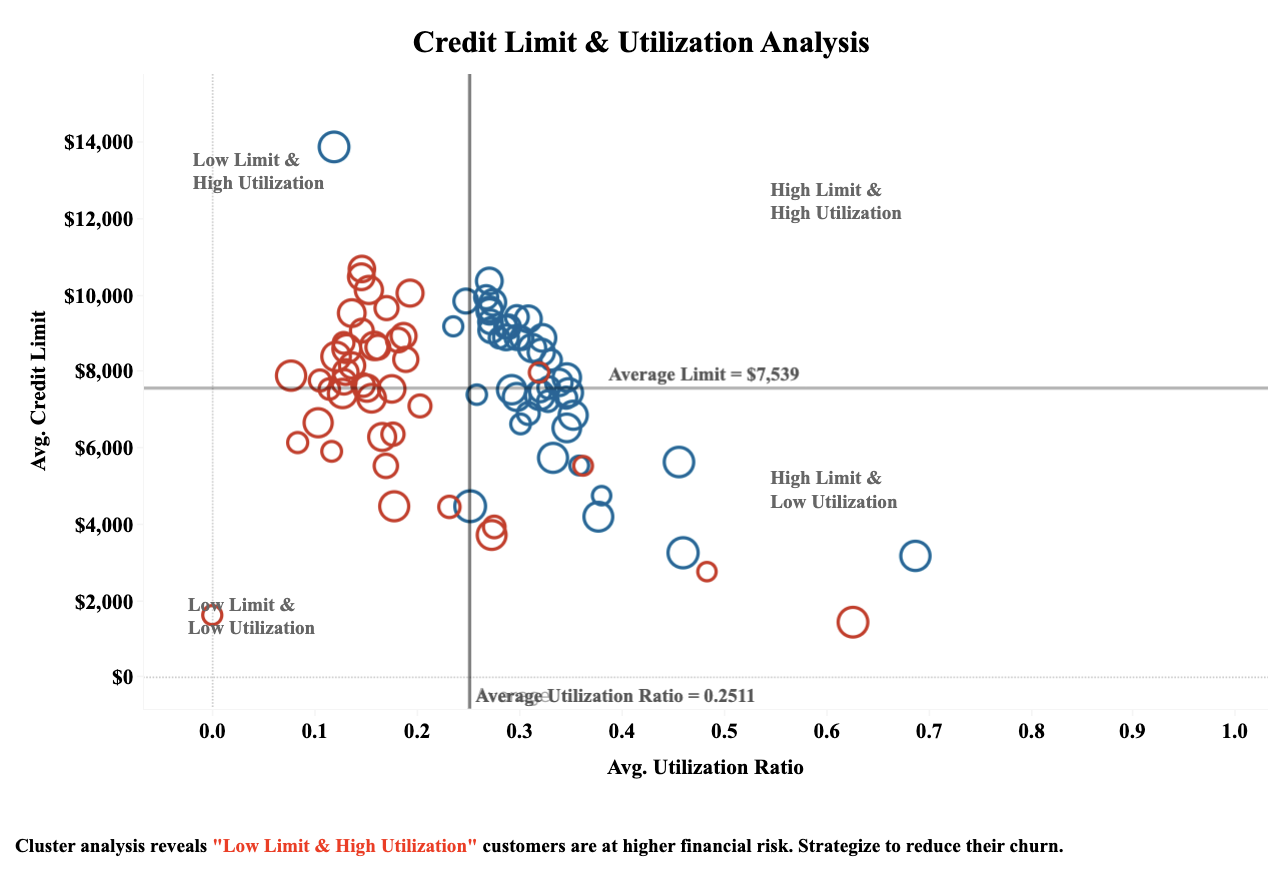 Credit Limit & Utilization Analysis
Avg. Credit Limit
$14,000
$12,000
$10,000
$8,000
$6,000
$4,000
$2,000
$0
Low Limit &
High Utilization
High Limit &
High Utilization
Average Limit = $7,539
High Limit &
Low Utilization
Low Limit &
Low Utilization
Average Utilization Ratio = 0.2511
0.0 0.1 0.2 0.3 0.4 0.5 0.6 0.7 0.8 0.9 1.0
Avg. Utilization Ratio
Cluster analysis reveals "Low Limit & High Utilization" customers are at higher financial risk. Strategize to reduce their churn.